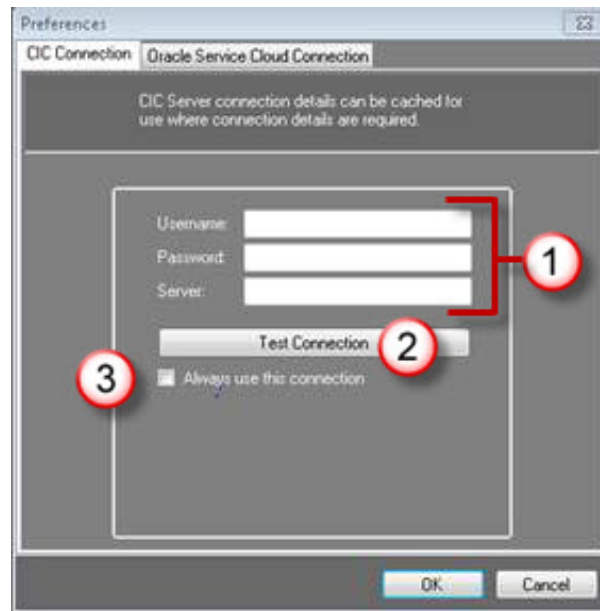 Preferences
CIC Connection Oracle Service Cloud Connection
CIC Server connection details can be cached for
use where connection details are required.
Username:
Password:
Server:
1
Test Connection 2
3 Always use this connection
OK Cancel